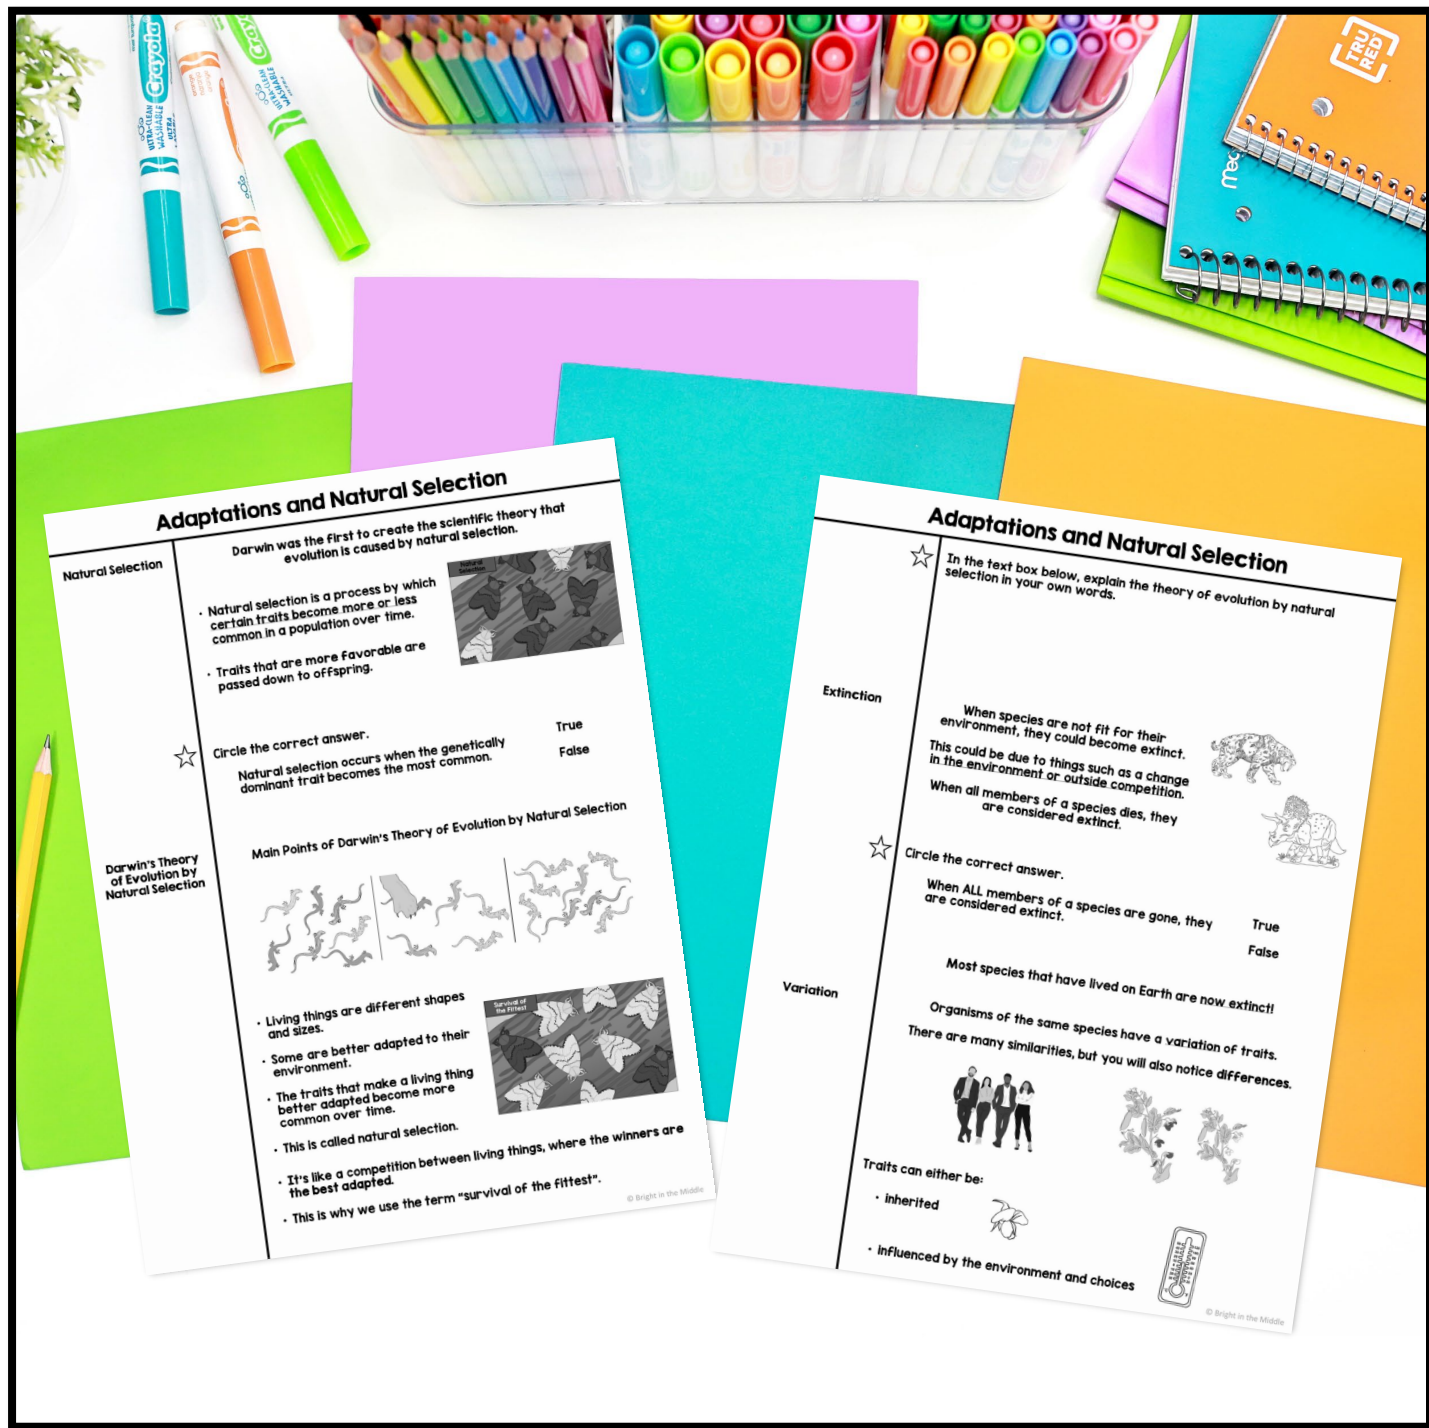 Crayola
ULTRA-CLEAN
WASHABLE
ULTRA
Crayola
ULTRA-CLEAN
WASHABLE
TRU
RED
Adaptations and Natural Selection
Natural Selection
Darwin was the first to create the scientific theory that
evolution is caused by natural selection.
Natural
Selection
• Natural selection is a process by which
certain traits become more or less
common in a population over time.
• Traits that are more favorable are
passed down to offspring.
Circle the correct answer.
Natural selection occurs when the genetically
dominant trait becomes the most common.
True
False
Darwin's Theory
of Evolution by
Natural Selection
Main Points of Darwin's Theory of Evolution by Natural Selection
• Living things are different shapes
and sizes.
• Some are better adapted to their
environment.
• The traits that make a living thing
better adapted become more
common over time.
• This is called natural selection.
Survival of
the Fittest
• It's like a competition between living things, where the winners are
the best adapted.
• This is why we use the term "survival of the fittest".
© Bright in the Middle
Adaptations and Natural Selection
In the text box below, explain the theory of evolution by natural
selection in your own words.
Extinction
When species are not fit for their
environment, they could become extinct.
This could be due to things such as a change
in the environment or outside competition.
When all members of a species dies, they
are considered extinct.
Circle the correct answer.
When ALL members of a species are gone, they
are considered extinct.
True
False
Most species that have lived on Earth are now extinct!
Variation
Organisms of the same species have a variation of traits.
There are many similarities, but you will also notice differences.
Traits can either be:
• inherited
• influenced by the environment and choices
© Bright in the Middle